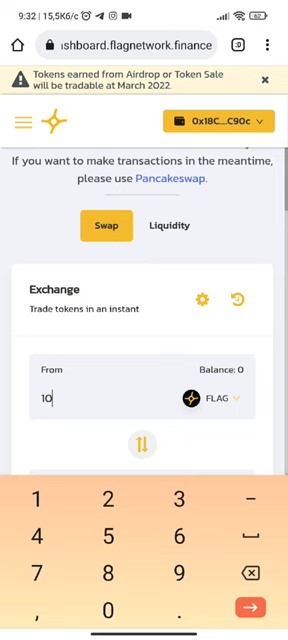 9:32 | 15,5K6/c
62
ıshboard.flagnetwork.finance
:0
Tokens earned from Airdrop or Token Sale
will be tradable at March 2022.
0x18C....C90c
If you want to make transactions in the meantime,
please use Pancakeswap.
Swap Liquidity
Exchange
Trade tokens in an instant
From Balance: 0
10 FLAG
1 2 3 –
4 5 6
7 8 9
, 0 .